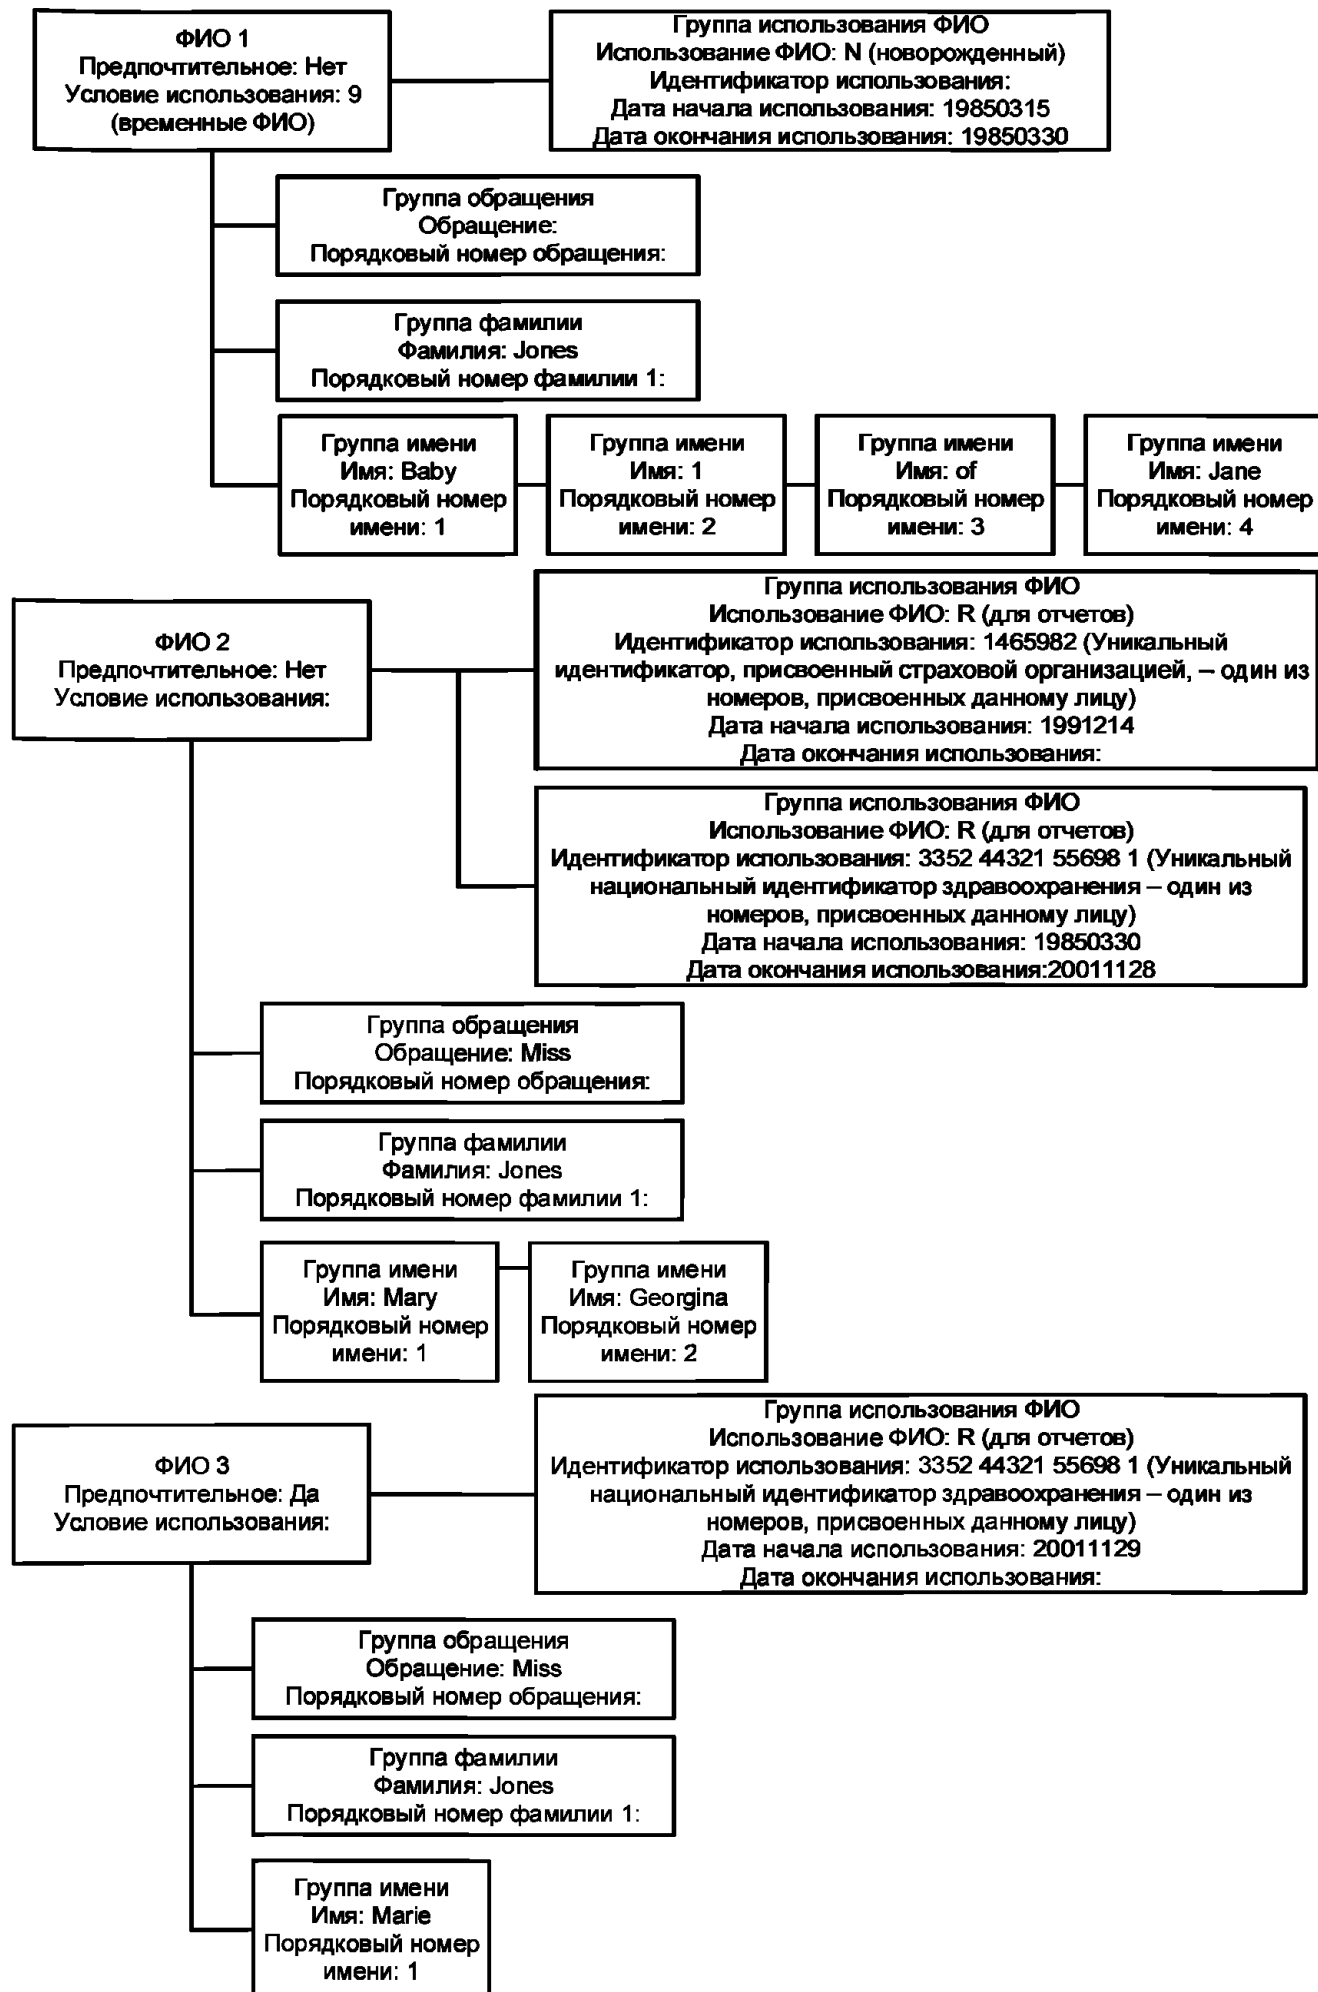 ФИО 1
Предпочтительное: Нет
Условие использования: 9
(временные ФИО)
Группа использования ФИО
Использование ФИО: N (новорожденный)
Идентификатор использования:
Дата начала использования: 19850315
Дата окончания использования: 19850330
Группа обращения
Обращение:
Порядковый номер обращения:
Группа фамилии
Фамилия: Jones
Порядковый номер фамилии 1:
Группа имени
Имя: Baby
Порядковый номер
имени: 1
Группа имени
Имя: 1
Порядковый номер
имени: 2
Группа имени
Имя: of
Порядковый номер
имени: 3
Группа имени
Имя: Jane
Порядковый номер
имени: 4
ФИО 2
Предпочтительное: Нет
Условие использования:
Группа использования ФИО
Использование ФИО: R (для отчетов)
Идентификатор использования: 1465982 (Уникальный
идентификатор, присвоенный страховой организацией, – один из
номеров, присвоенных данному лицу)
Дата начала использования: 1991214
Дата окончания использования:
Группа использования ФИО
Использование ФИО: R (для отчетов)
Идентификатор использования: 3352 44321 55698 1 (Уникальный
национальный идентификатор здравоохранения – один из
номеров, присвоенных данному лицу)
Дата начала использования: 19850330
Дата окончания использования:20011128
Группа обращения
Обращение: Miss
Порядковый номер обращения:
Группа фамилии
Фамилия: Jones
Порядковый номер фамилии 1:
Группа имени
Имя: Mary
Порядковый номер
имени: 1
Группа имени
Имя: Georgina
Порядковый номер
имени: 2
ФИО 3
Предпочтительное: Да
Условие использования:
Группа использования ФИО
Использование ФИО: R (для отчетов)
Идентификатор использования: 3352 44321 55698 1 (Уникальный
национальный идентификатор здравоохранения – один из
номеров, присвоенных данному лицу)
Дата начала использования: 20011129
Дата окончания использования:
Группа обращения
Обращение: Miss
Порядковый номер обращения:
Группа фамилии
Фамилия: Jones
Порядковый номер фамилии 1:
Группа имени
Имя: Marie
Порядковый номер
имени: 1